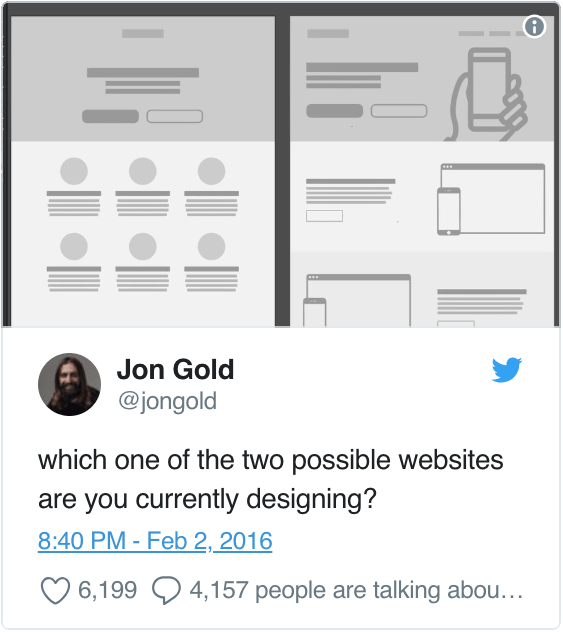 Jon Gold
@jongold
which one of the two possible websites
are you currently designing?
8:40 PM - Feb 2, 2016
6,199 4,157 people are talking abou…